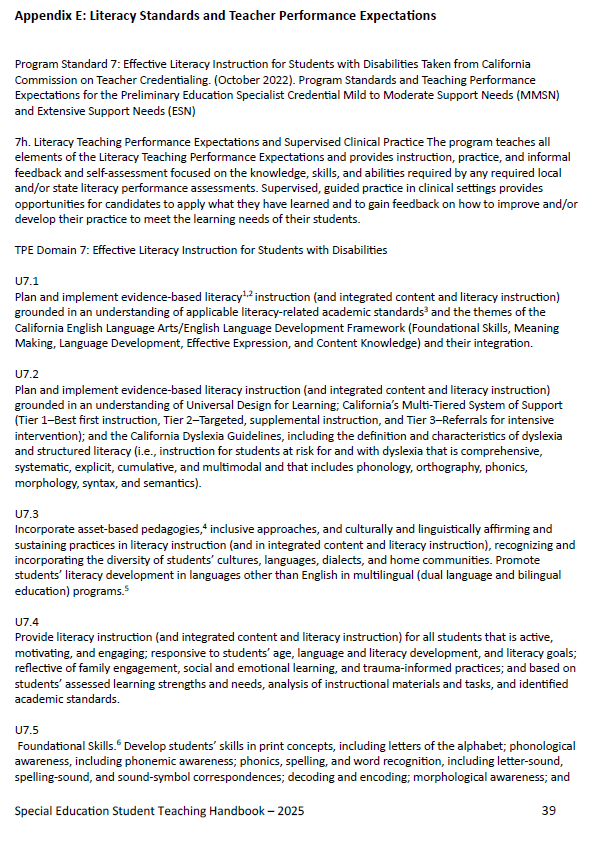 Appendix E: Literacy Standards and Teacher Performance Expectations
Program Standard 7: Effective Literacy Instruction for Students with Disabilities Taken from California
Commission on Teacher Credentialing. (October 2022). Program Standards and Teaching Performance
Expectations for the Preliminary Education Specialist Credential Mild to Moderate Support Needs (MMSN)
and Extensive Support Needs (ESN)
7h. Literacy Teaching Performance Expectations and Supervised Clinical Practice The program teaches all
elements of the Literacy Teaching Performance Expectations and provides instruction, practice, and informal
feedback and self-assessment focused on the knowledge, skills, and abilities required by any required local
and/or state literacy performance assessments. Supervised, guided practice in clinical settings provides
opportunities for candidates to apply what they have learned and to gain feedback on how to improve and/or
develop their practice to meet the learning needs of their students.
TPE Domain 7: Effective Literacy Instruction for Students with Disabilities
U7.1
Plan and implement evidence-based literacy1,2 instruction (and integrated content and literacy instruction)
grounded in an understanding of applicable literacy-related academic standards3 and the themes of the
California English Language Arts/English Language Development Framework (Foundational Skills, Meaning
Making, Language Development, Effective Expression, and Content Knowledge) and their integration.
U7.2
Plan and implement evidence-based literacy instruction (and integrated content and literacy instruction)
grounded in an understanding of Universal Design for Learning; California's Multi-Tiered System of Support
(Tier 1–Best first instruction, Tier 2–Targeted, supplemental instruction, and Tier 3–Referrals for intensive
intervention); and the California Dyslexia Guidelines, including the definition and characteristics of dyslexia
and structured literacy (i.e., instruction for students at risk for and with dyslexia that is comprehensive,
systematic, explicit, cumulative, and multimodal and that includes phonology, orthography, phonics,
morphology, syntax, and semantics).
U7.3
Incorporate asset-based pedagogies,4 inclusive approaches, and culturally and linguistically affirming and
sustaining practices in literacy instruction (and in integrated content and literacy instruction), recognizing and
incorporating the diversity of students' cultures, languages, dialects, and home communities. Promote
students' literacy development in languages other than English in multilingual (dual language and bilingual
education) programs.5
U7.4
Provide literacy instruction (and integrated content and literacy instruction) for all students that is active,
motivating, and engaging; responsive to students' age, language and literacy development, and literacy goals;
reflective of family engagement, social and emotional learning, and trauma-informed practices; and based on
students' assessed learning strengths and needs, analysis of instructional materials and tasks, and identified
academic standards.
U7.5
Foundational Skills.6 Develop students' skills in print concepts, including letters of the alphabet; phonological
awareness, including phonemic awareness; phonics, spelling, and word recognition, including letter-sound,
spelling-sound, and sound-symbol correspondences; decoding and encoding; morphological awareness; and
Special Education Student Teaching Handbook – 2025 39